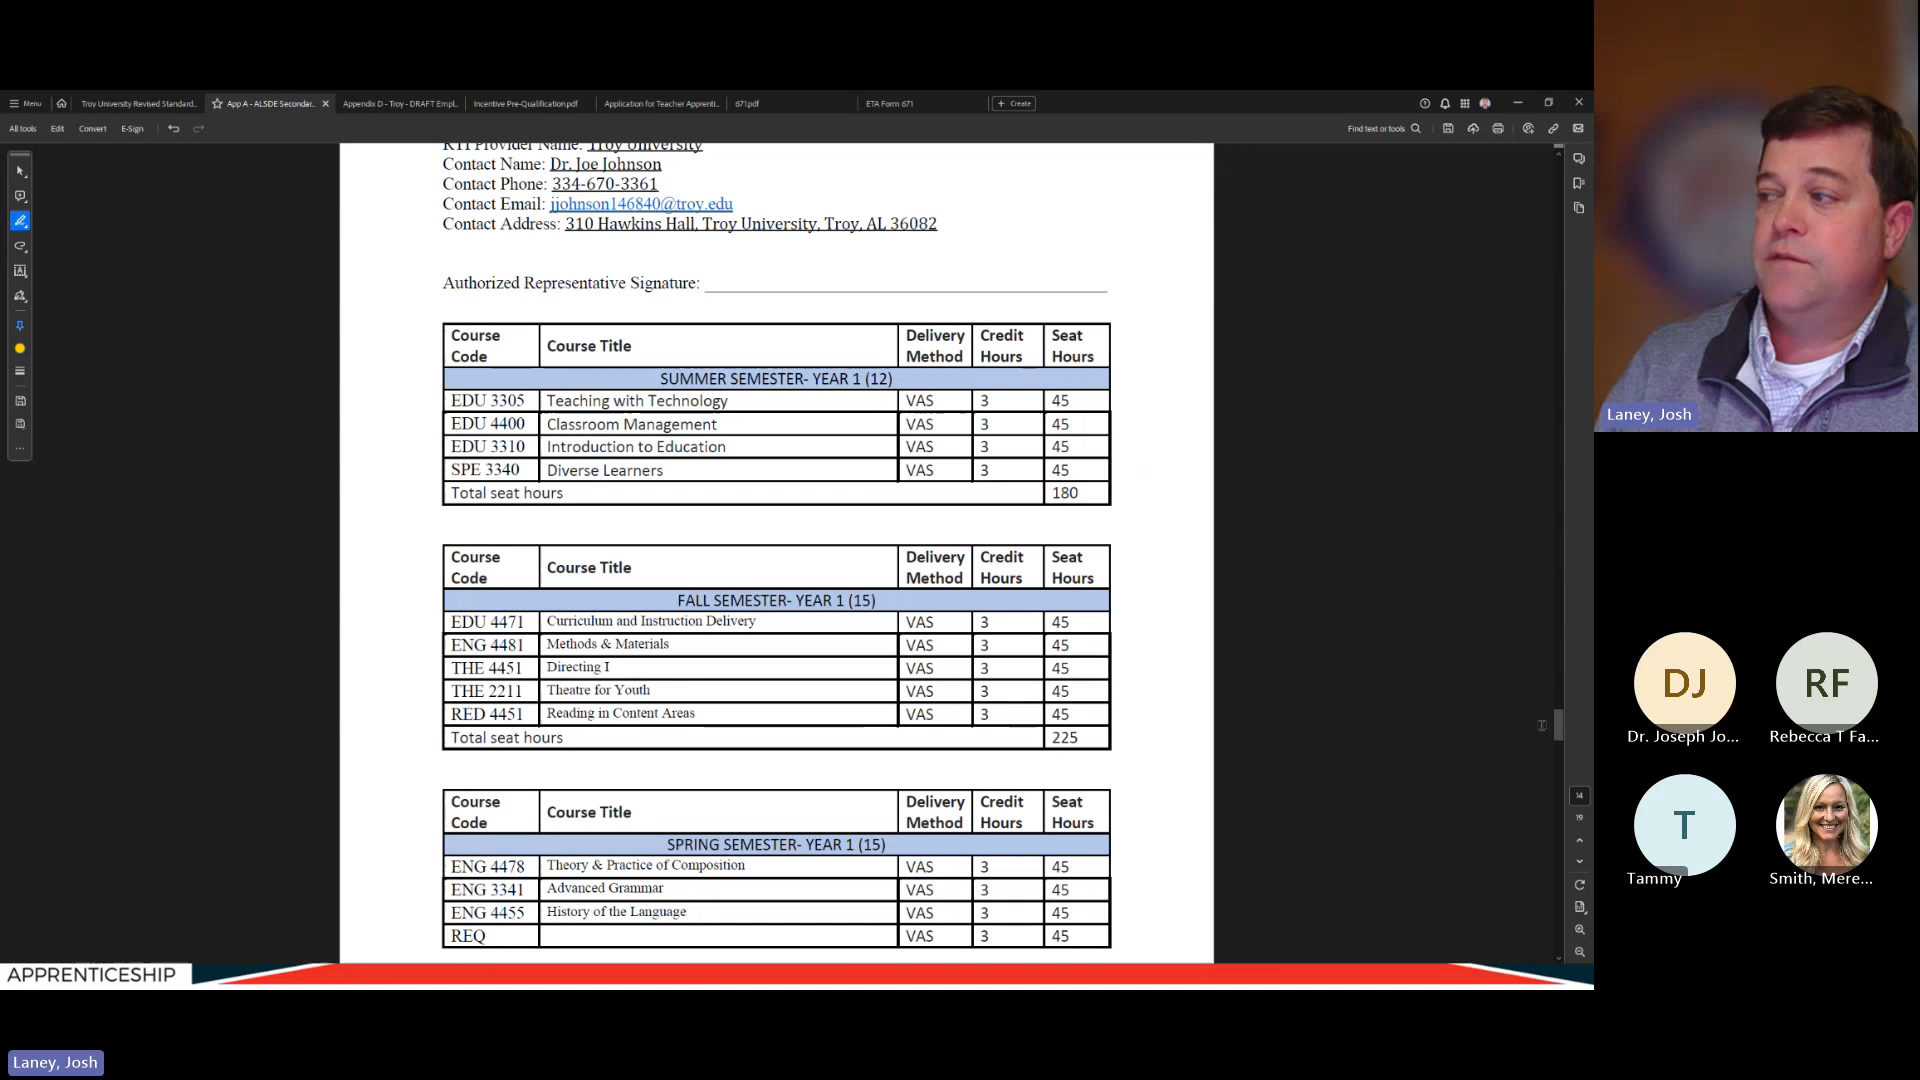 Menu
Troy University Revised Standard...
App A - ALSDE Secondar...
Appendix D - Troy - DRAFT Empl...
Incentive Pre-Qualification.pdf
Application for Teacher Apprenti...
671.pdf
ETA Form 671
+ Create
All tools Edit Convert E-Sign
Find text or tools
RTI Provider Name: Troy University
Contact Name: Dr. Joe Johnson
Contact Phone: 334-670-3361
Contact Email: jjohnson146840@troy.edu
Contact Address: 310 Hawkins Hall, Troy University, Troy, AL 36082
Authorized Representative Signature:
Course Code Course Title Delivery Method Credit Hours Seat Hours
SUMMER SEMESTER- YEAR 1 (12)
EDU 3305 Teaching with Technology VAS 3 45
EDU 4400 Classroom Management VAS 3 45
EDU 3310 Introduction to Education VAS 3 45
SPE 3340 Diverse Learners VAS 3 45
Total seat hours 180
Course Code Course Title Delivery Method Credit Hours Seat Hours
FALL SEMESTER- YEAR 1 (15)
EDU 4471 Curriculum and Instruction Delivery VAS 3 45
ENG 4481 Methods & Materials VAS 3 45
THE 4451 Directing I VAS 3 45
THE 2211 Theatre for Youth VAS 3 45
RED 4451 Reading in Content Areas VAS 3 45
Total seat hours 225
Course Code Course Title Delivery Method Credit Hours Seat Hours
SPRING SEMESTER- YEAR 1 (15)
ENG 4478 Theory & Practice of Composition VAS 3 45
ENG 3341 Advanced Grammar VAS 3 45
ENG 4455 History of the Language VAS 3 45
REQ VAS 3 45
14
19
APPRENTICESHIP
Laney, Josh
DJ
Dr. Joseph Jo...
RF
Rebecca T Fa...
T
Tammy
Smith, Mere...
Laney, Josh